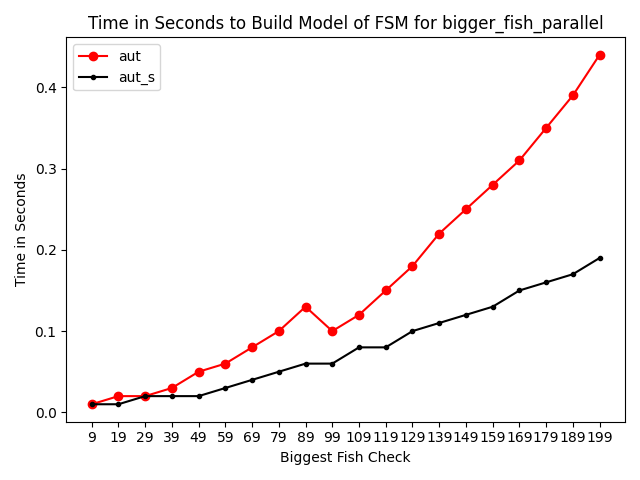 Time in Seconds to Build Model of FSM for bigger_fish_parallel
aut
aut_s
0.4
0.3
0.2
0.1
0.0
Time in Seconds
9 19 29 39 49 59 69 79 89 99 109 119 129 139 149 159 169 179 189 199
Biggest Fish Check